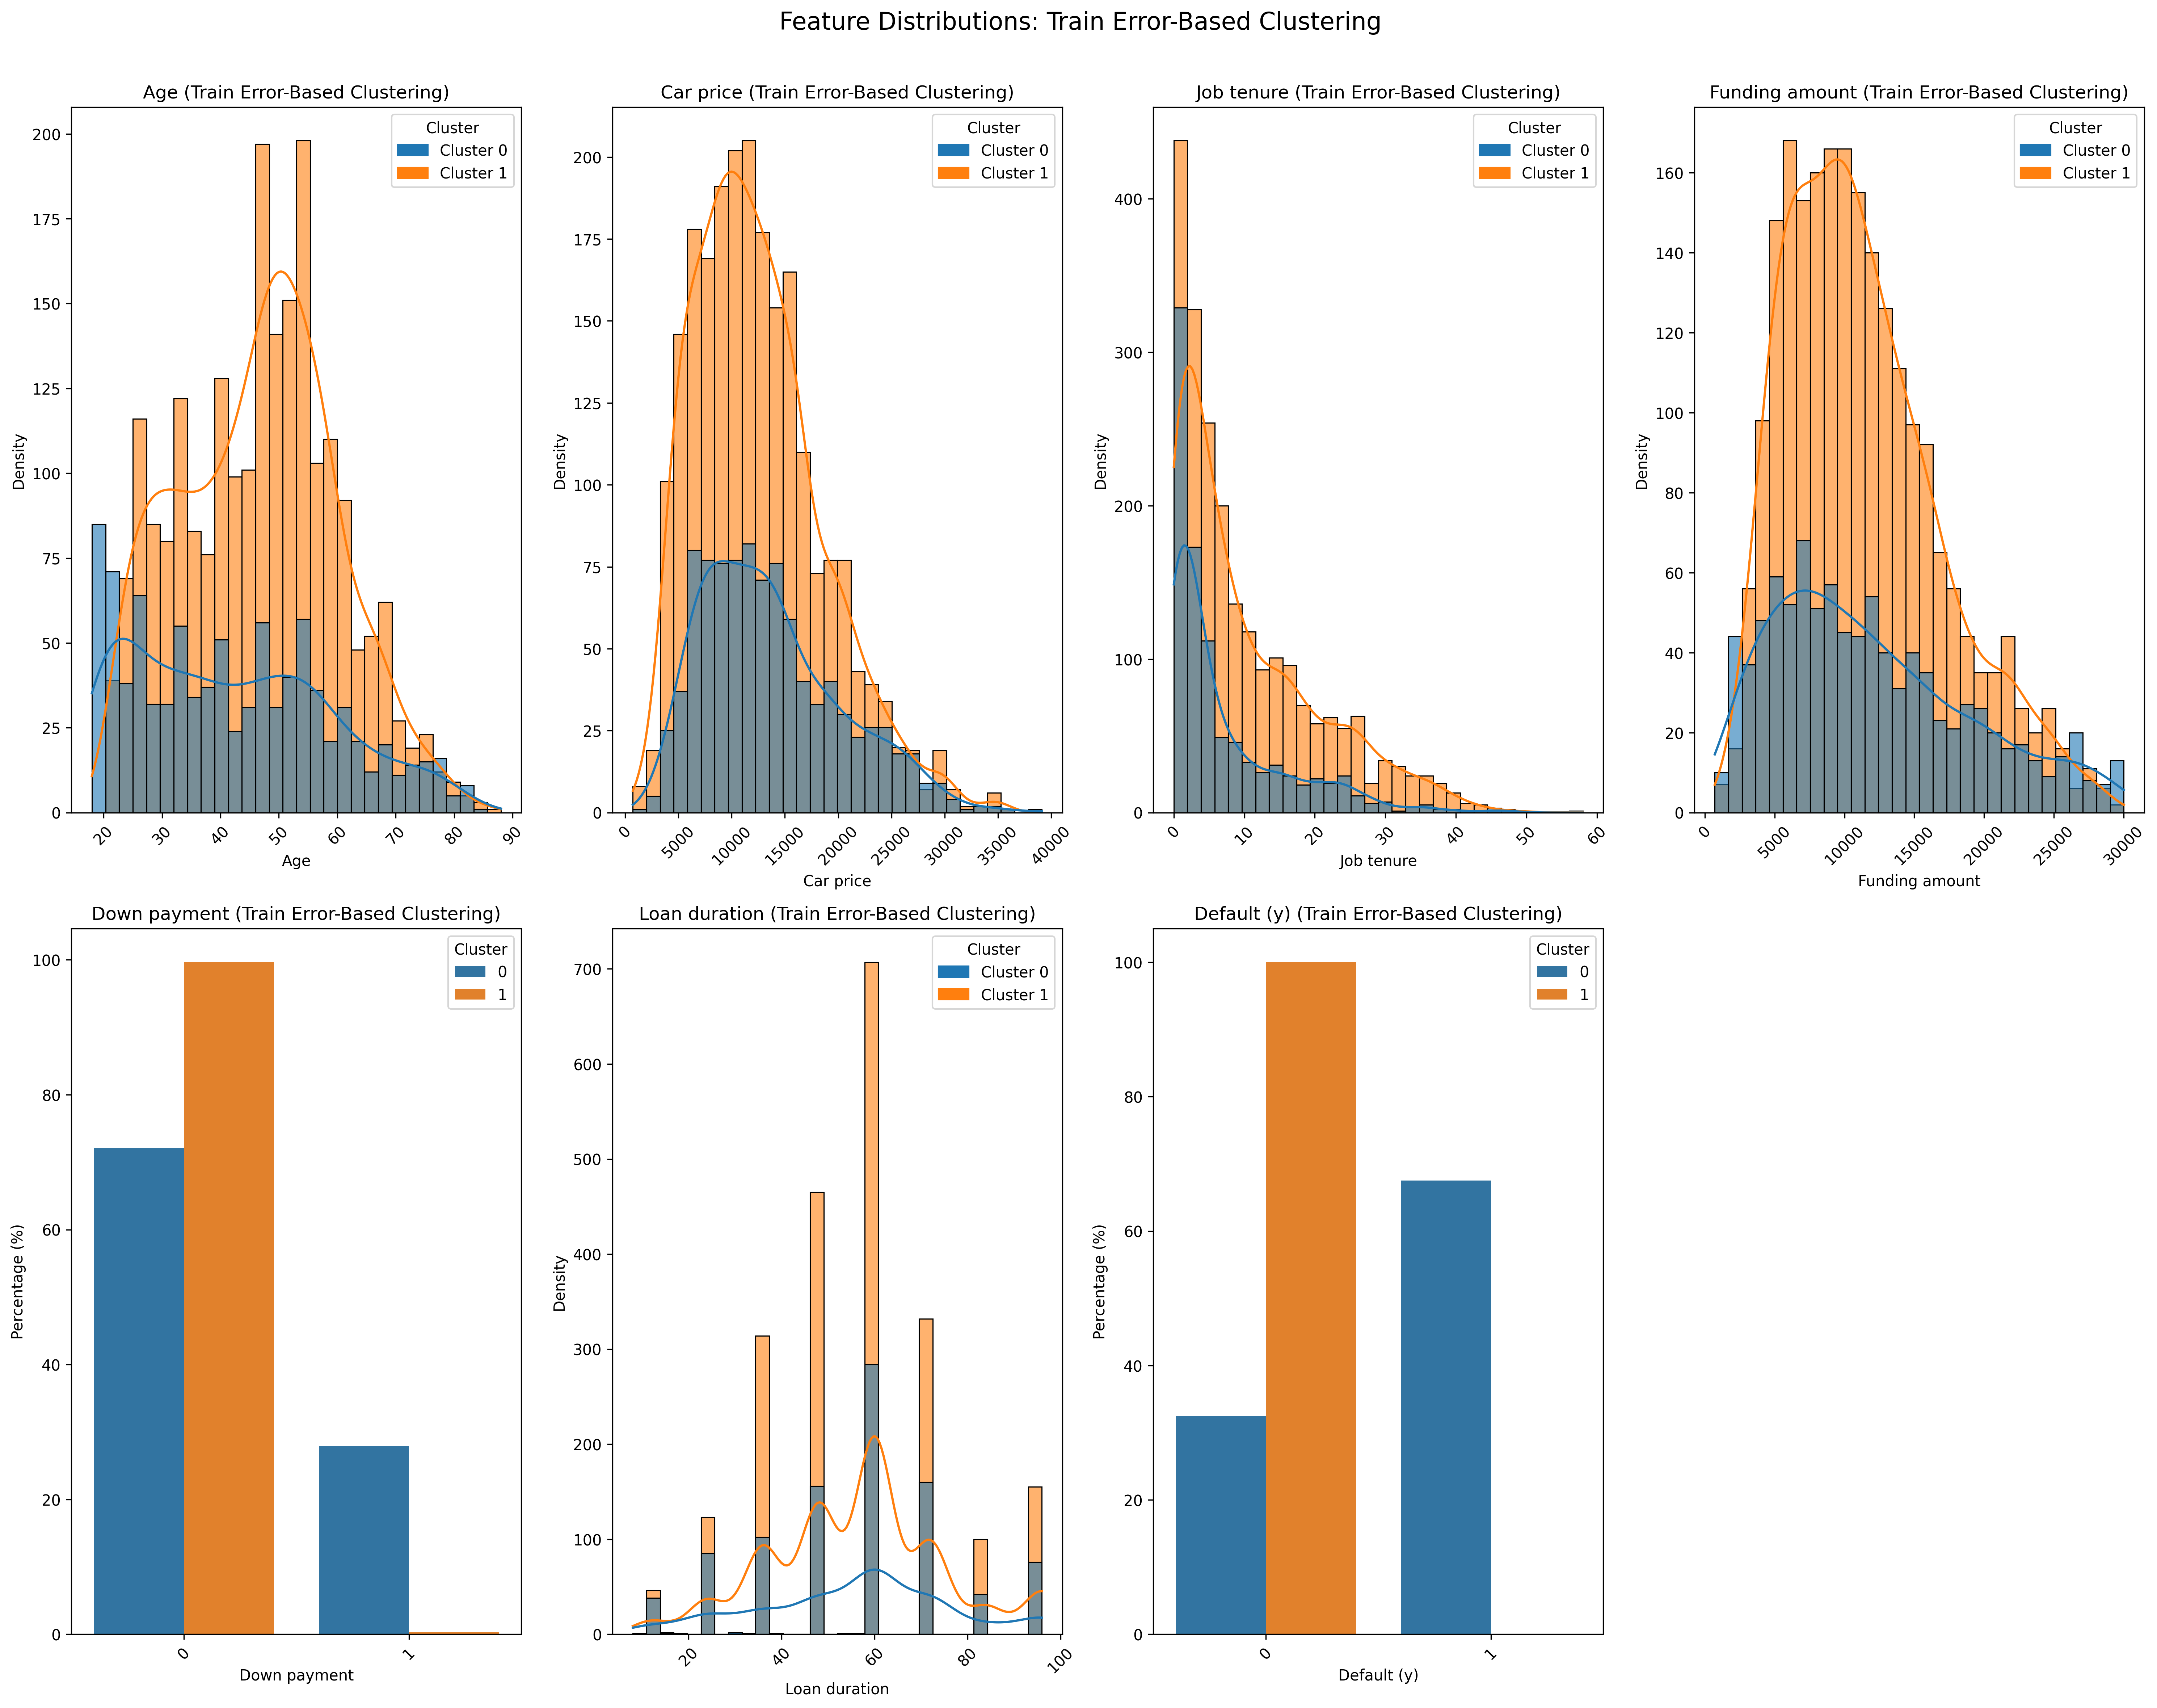 Feature Distributions: Train Error-Based Clustering
Age (Train Error-Based Clustering)
Density
200
175
150
125
100
75
50
25
0
20
30
40
50
60
70
80
90
Age
Cluster
Cluster 0
Cluster 1
Car price (Train Error-Based Clustering)
Density
200
175
150
125
100
75
50
25
0
0
5000
10000
15000
20000
25000
30000
35000
40000
Car price
Cluster
Cluster 0
Cluster 1
Job tenure (Train Error-Based Clustering)
Density
400
300
200
100
0
0
10
20
30
40
50
60
Job tenure
Cluster
Cluster 0
Cluster 1
Funding amount (Train Error-Based Clustering)
Density
160
140
120
100
80
60
40
20
0
0
5000
10000
15000
20000
25000
30000
Funding amount
Cluster
Cluster 0
Cluster 1
Down payment (Train Error-Based Clustering)
Percentage (%)
100
80
60
40
20
0
0
1
Down payment
Cluster
0
1
Loan duration (Train Error-Based Clustering)
Density
700
600
500
400
300
200
100
0
20
40
60
80
100
Loan duration
Cluster
Cluster 0
Cluster 1
Default (y) (Train Error-Based Clustering)
Percentage (%)
100
80
60
40
20
0
0
1
Default (y)
Cluster
0
1